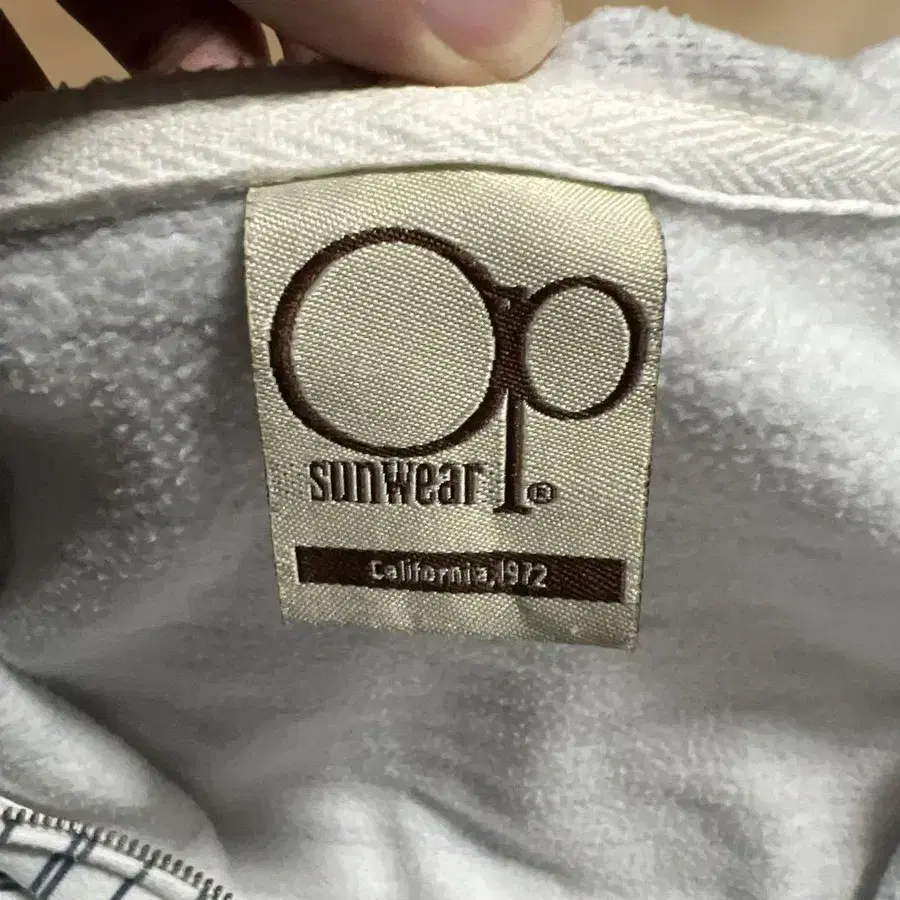 Op
sunwear ®
California, 1972